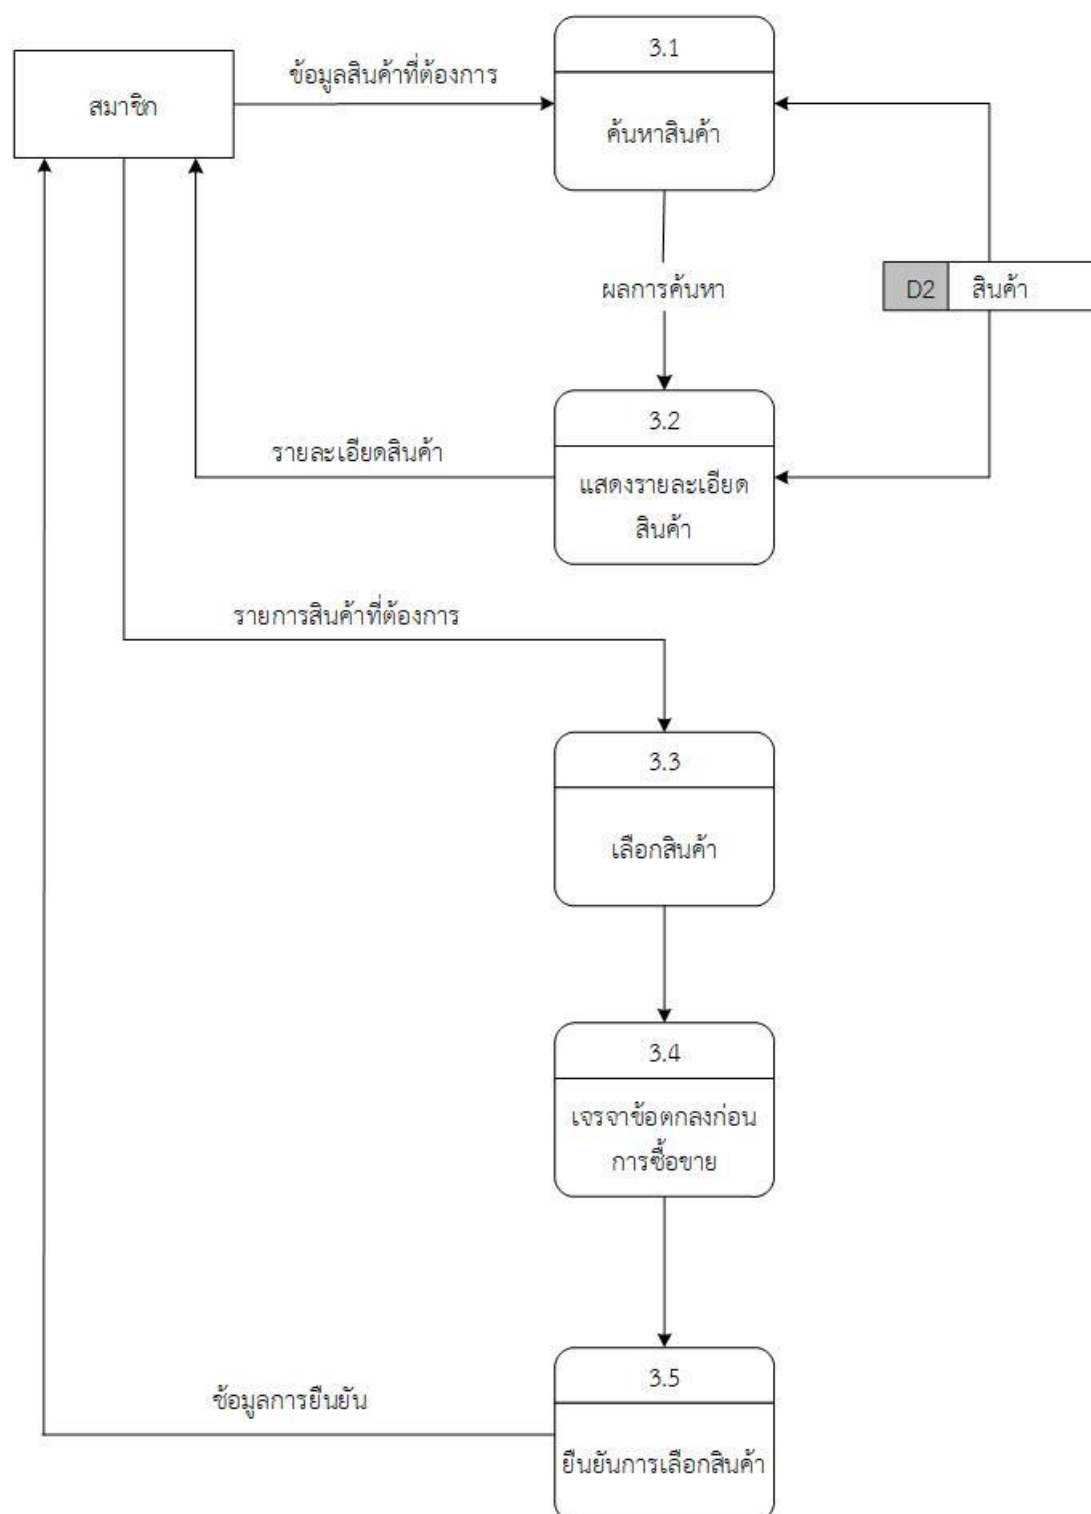 3.1
ข้อมูลสินค้าที่ต้องการ
สมาชิก
ค้นหาสินค้า
ผลการค้นหา
D2 สินค้า
3.2
รายละเอียดสินค้า
แสดงรายละเอียด
สินค้า
รายการสินค้าที่ต้องการ
3.3
เลือกสินค้า
3.4
เจรจาข้อตกลงก่อน
การซื้อขาย
3.5
ข้อมูลการยืนยัน
ยืนยันการเลือกสินค้า